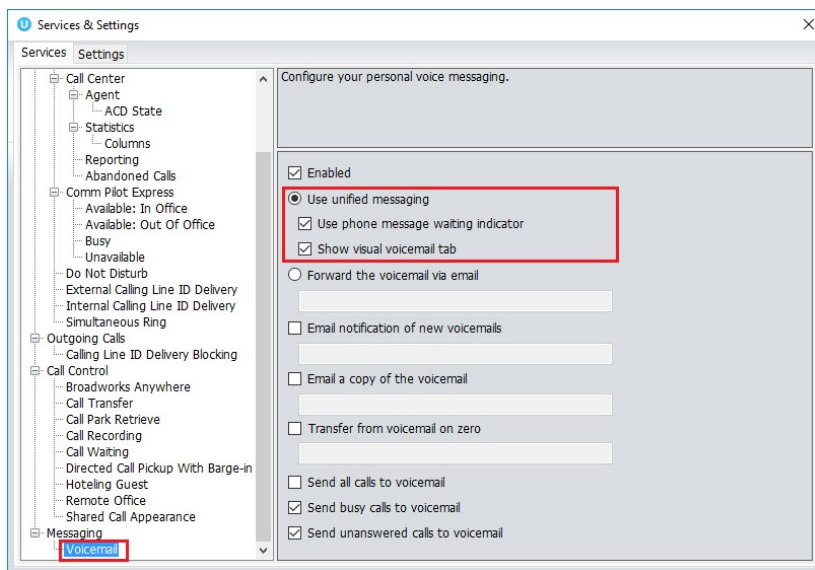 Services & Settings
Services Settings
Call Center
Agent
ACD State
Statistics
Columns
Reporting
Abandoned Calls
Comm Pilot Express
Available: In Office
Available: Out Of Office
Busy
Unavailable
Do Not Disturb
External Calling Line ID Delivery
Internal Calling Line ID Delivery
Simultaneous Ring
Outgoing Calls
Calling Line ID Delivery Blocking
Call Control
Broadworks Anywhere
Call Transfer
Call Park Retrieve
Call Recording
Call Waiting
Directed Call Pickup With Barge-in
Hoteling Guest
Remote Office
Shared Call Appearance
Messaging
Voicemail
Configure your personal voice messaging.
Enabled
Use unified messaging
Use phone message waiting indicator
Show visual voicemail tab
Forward the voicemail via email
Email notification of new voicemails
Email a copy of the voicemail
Transfer from voicemail on zero
Send all calls to voicemail
Send busy calls to voicemail
Send unanswered calls to voicemail